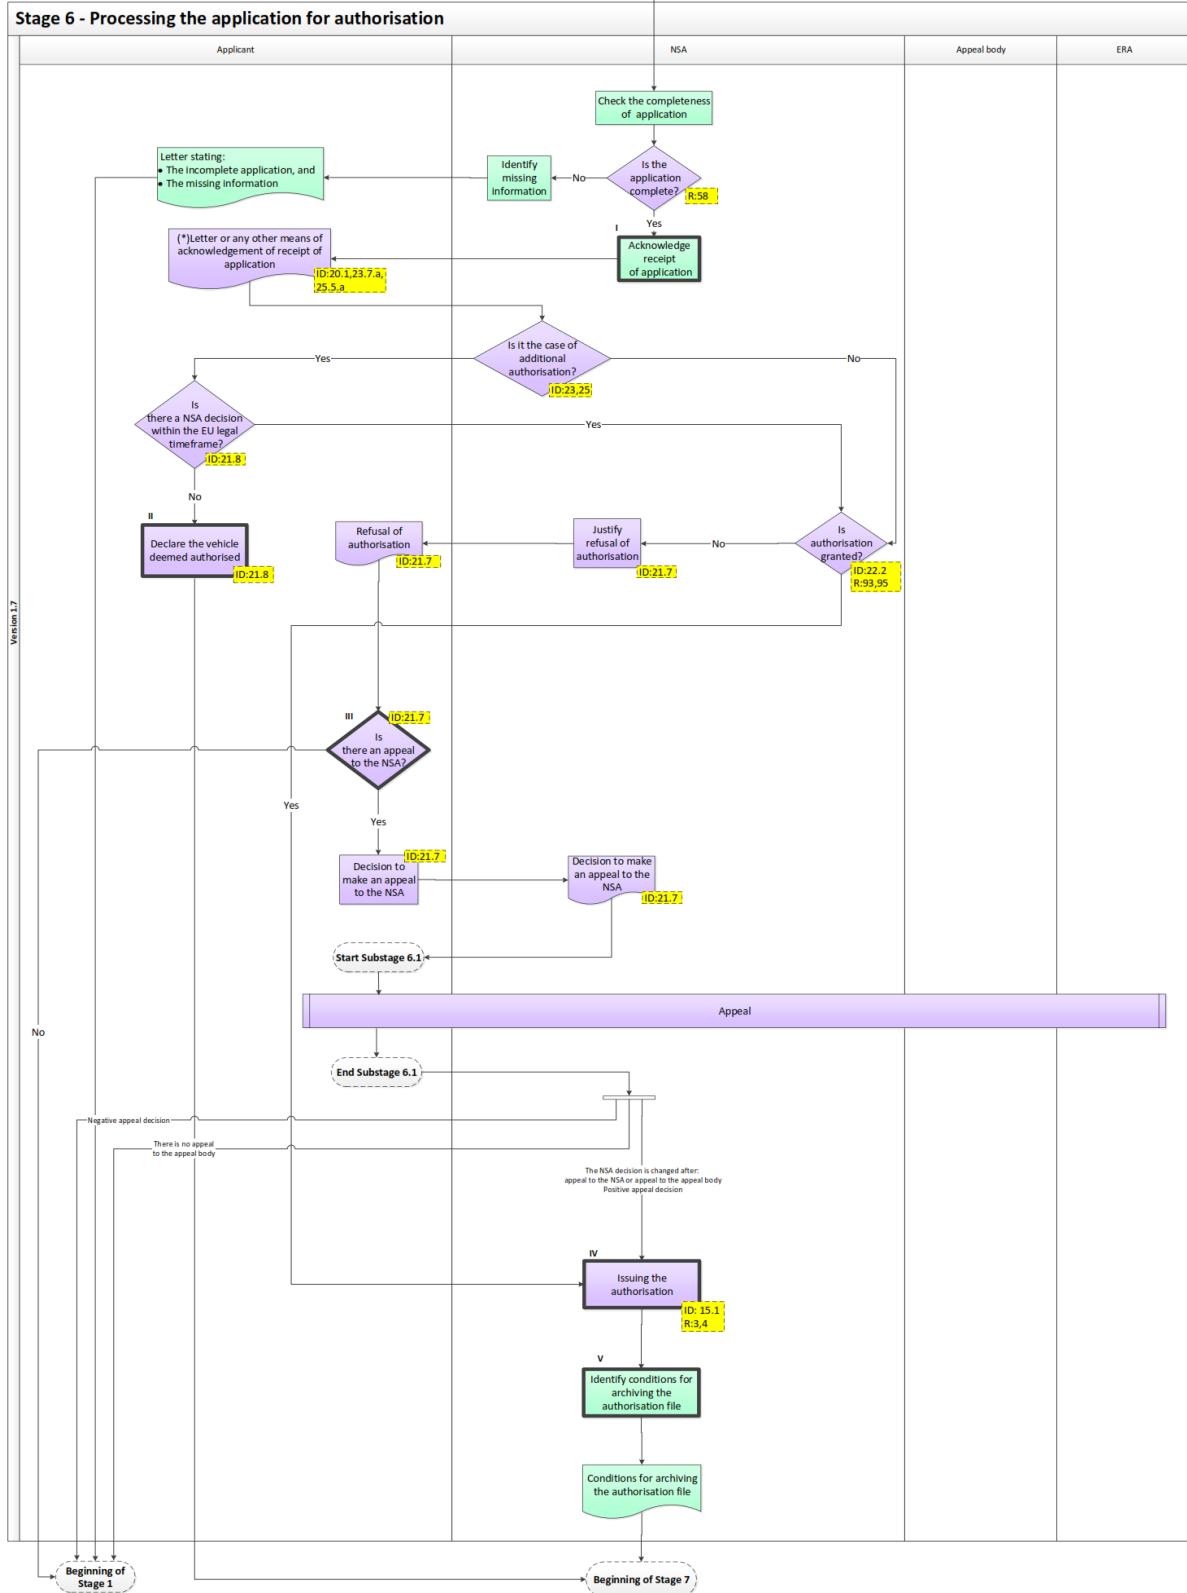 Stage 6 - Processing the application for authorisation
Applicant
NSA
Appeal body
ERA
Version 1.7
Check the completeness
of application
Is the
application
complete?
R:58
No
Identify
missing
information
Letter stating:
• The incomplete application, and
• The missing information
Yes
I
Acknowledge
receipt
of application
(*)Letter or any other means of
acknowledgement of receipt of
application
ID:20.1,23.7.a,
25.5.a
Is it the case of
additional
authorisation?
ID:23,25
Yes
No
Is
there a NSA decision
within the EU legal
timeframe?
ID:21.8
Yes
No
II
Declare the vehicle
deemed authorised
ID:21.8
Is
authorisation
granted?
ID:22.2
R:93,95
No
Justify
refusal of
authorisation
ID:21.7
Refusal of
authorisation
ID:21.7
III
ID:21.7
Is
there an appeal
to the NSA?
Yes
Yes
ID:21.7
Decision to
make an appeal
to the NSA
Decision to make
an appeal to the
NSA
ID:21.7
Start Substage 6.1
Appeal
No
End Substage 6.1
Negative appeal decision
There is no appeal
to the appeal body
The NSA decision is changed after:
appeal to the NSA or appeal to the appeal body
Positive appeal decision
IV
Issuing the
authorisation
ID: 15.1
R:3,4
V
Identify conditions for
archiving the
authorisation file
Conditions for archiving
the authorisation file
Beginning of
Stage 1
Beginning of Stage 7